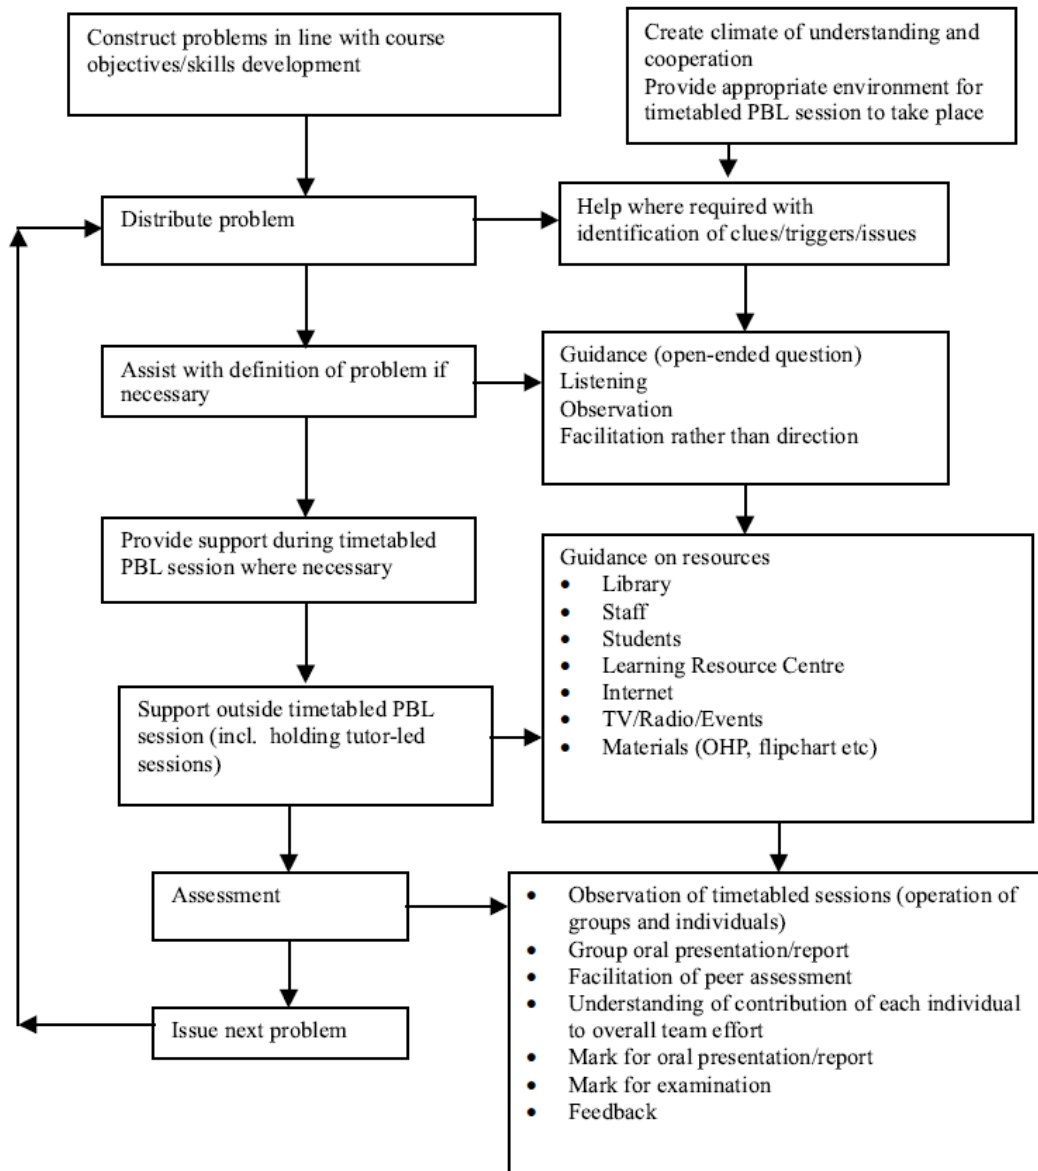 Construct problems in line with course
objectives/skills development
Create climate of understanding and
cooperation
Provide appropriate environment for
timetabled PBL session to take place
Distribute problem
Help where required with
identification of clues/triggers/issues
Assist with definition of problem if
necessary
Guidance (open-ended question)
Listening
Observation
Facilitation rather than direction
Provide support during timetabled
PBL session where necessary
Guidance on resources
• Library
• Staff
• Students
• Learning Resource Centre
• Internet
• TV/Radio/Events
• Materials (OHP, flipchart etc)
Support outside timetabled PBL
session (incl.  holding tutor-led
sessions)
Assessment
• Observation of timetabled sessions (operation of
groups and individuals)
• Group oral presentation/report
• Facilitation of peer assessment
• Understanding of contribution of each individual
to overall team effort
• Mark for oral presentation/report
• Mark for examination
• Feedback
Issue next problem